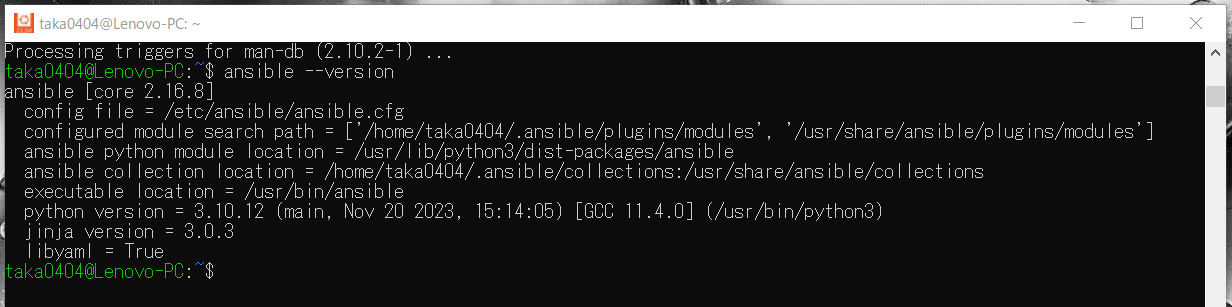 taka0404@Lenovo-PC: ~
Processing triggers for man-db (2.10.2-1) ...
taka0404@Lenovo-PC:~$ ansible --version
ansible [core 2.16.8]
  config file = /etc/ansible/ansible.cfg
  configured module search path = ['/home/taka0404/.ansible/plugins/modules', '/usr/share/ansible/plugins/modules']
  ansible python module location = /usr/lib/python3/dist-packages/ansible
  ansible collection location = /home/taka0404/.ansible/collections:/usr/share/ansible/collections
  executable location = /usr/bin/ansible
  python version = 3.10.12 (main, Nov 20 2023, 15:14:05) [GCC 11.4.0] (/usr/bin/python3)
  jinja version = 3.0.3
  libyaml = True
taka0404@Lenovo-PC:~$